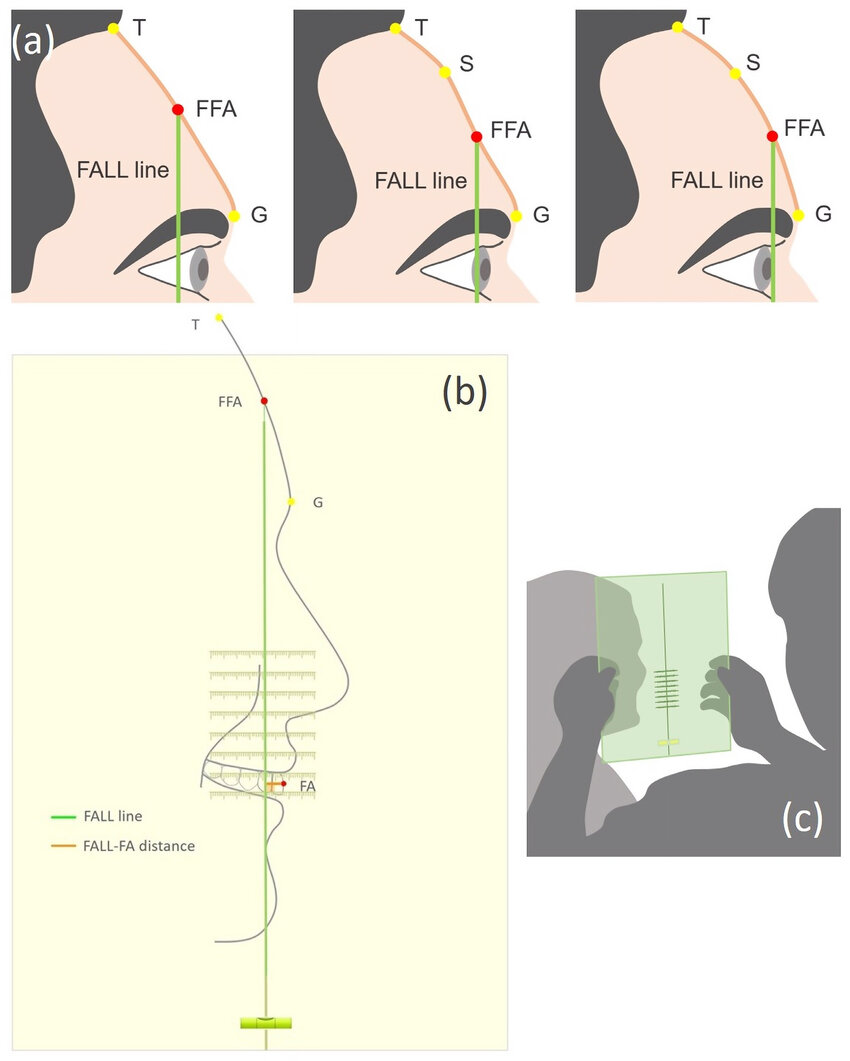 (a)
T
FFA
FALL line
G
T
S
FFA
FALL line
G
T
S
FFA
FALL line
G
T
(b)
FFA
G
FA
FALL line
FALL-FA distance
(c)